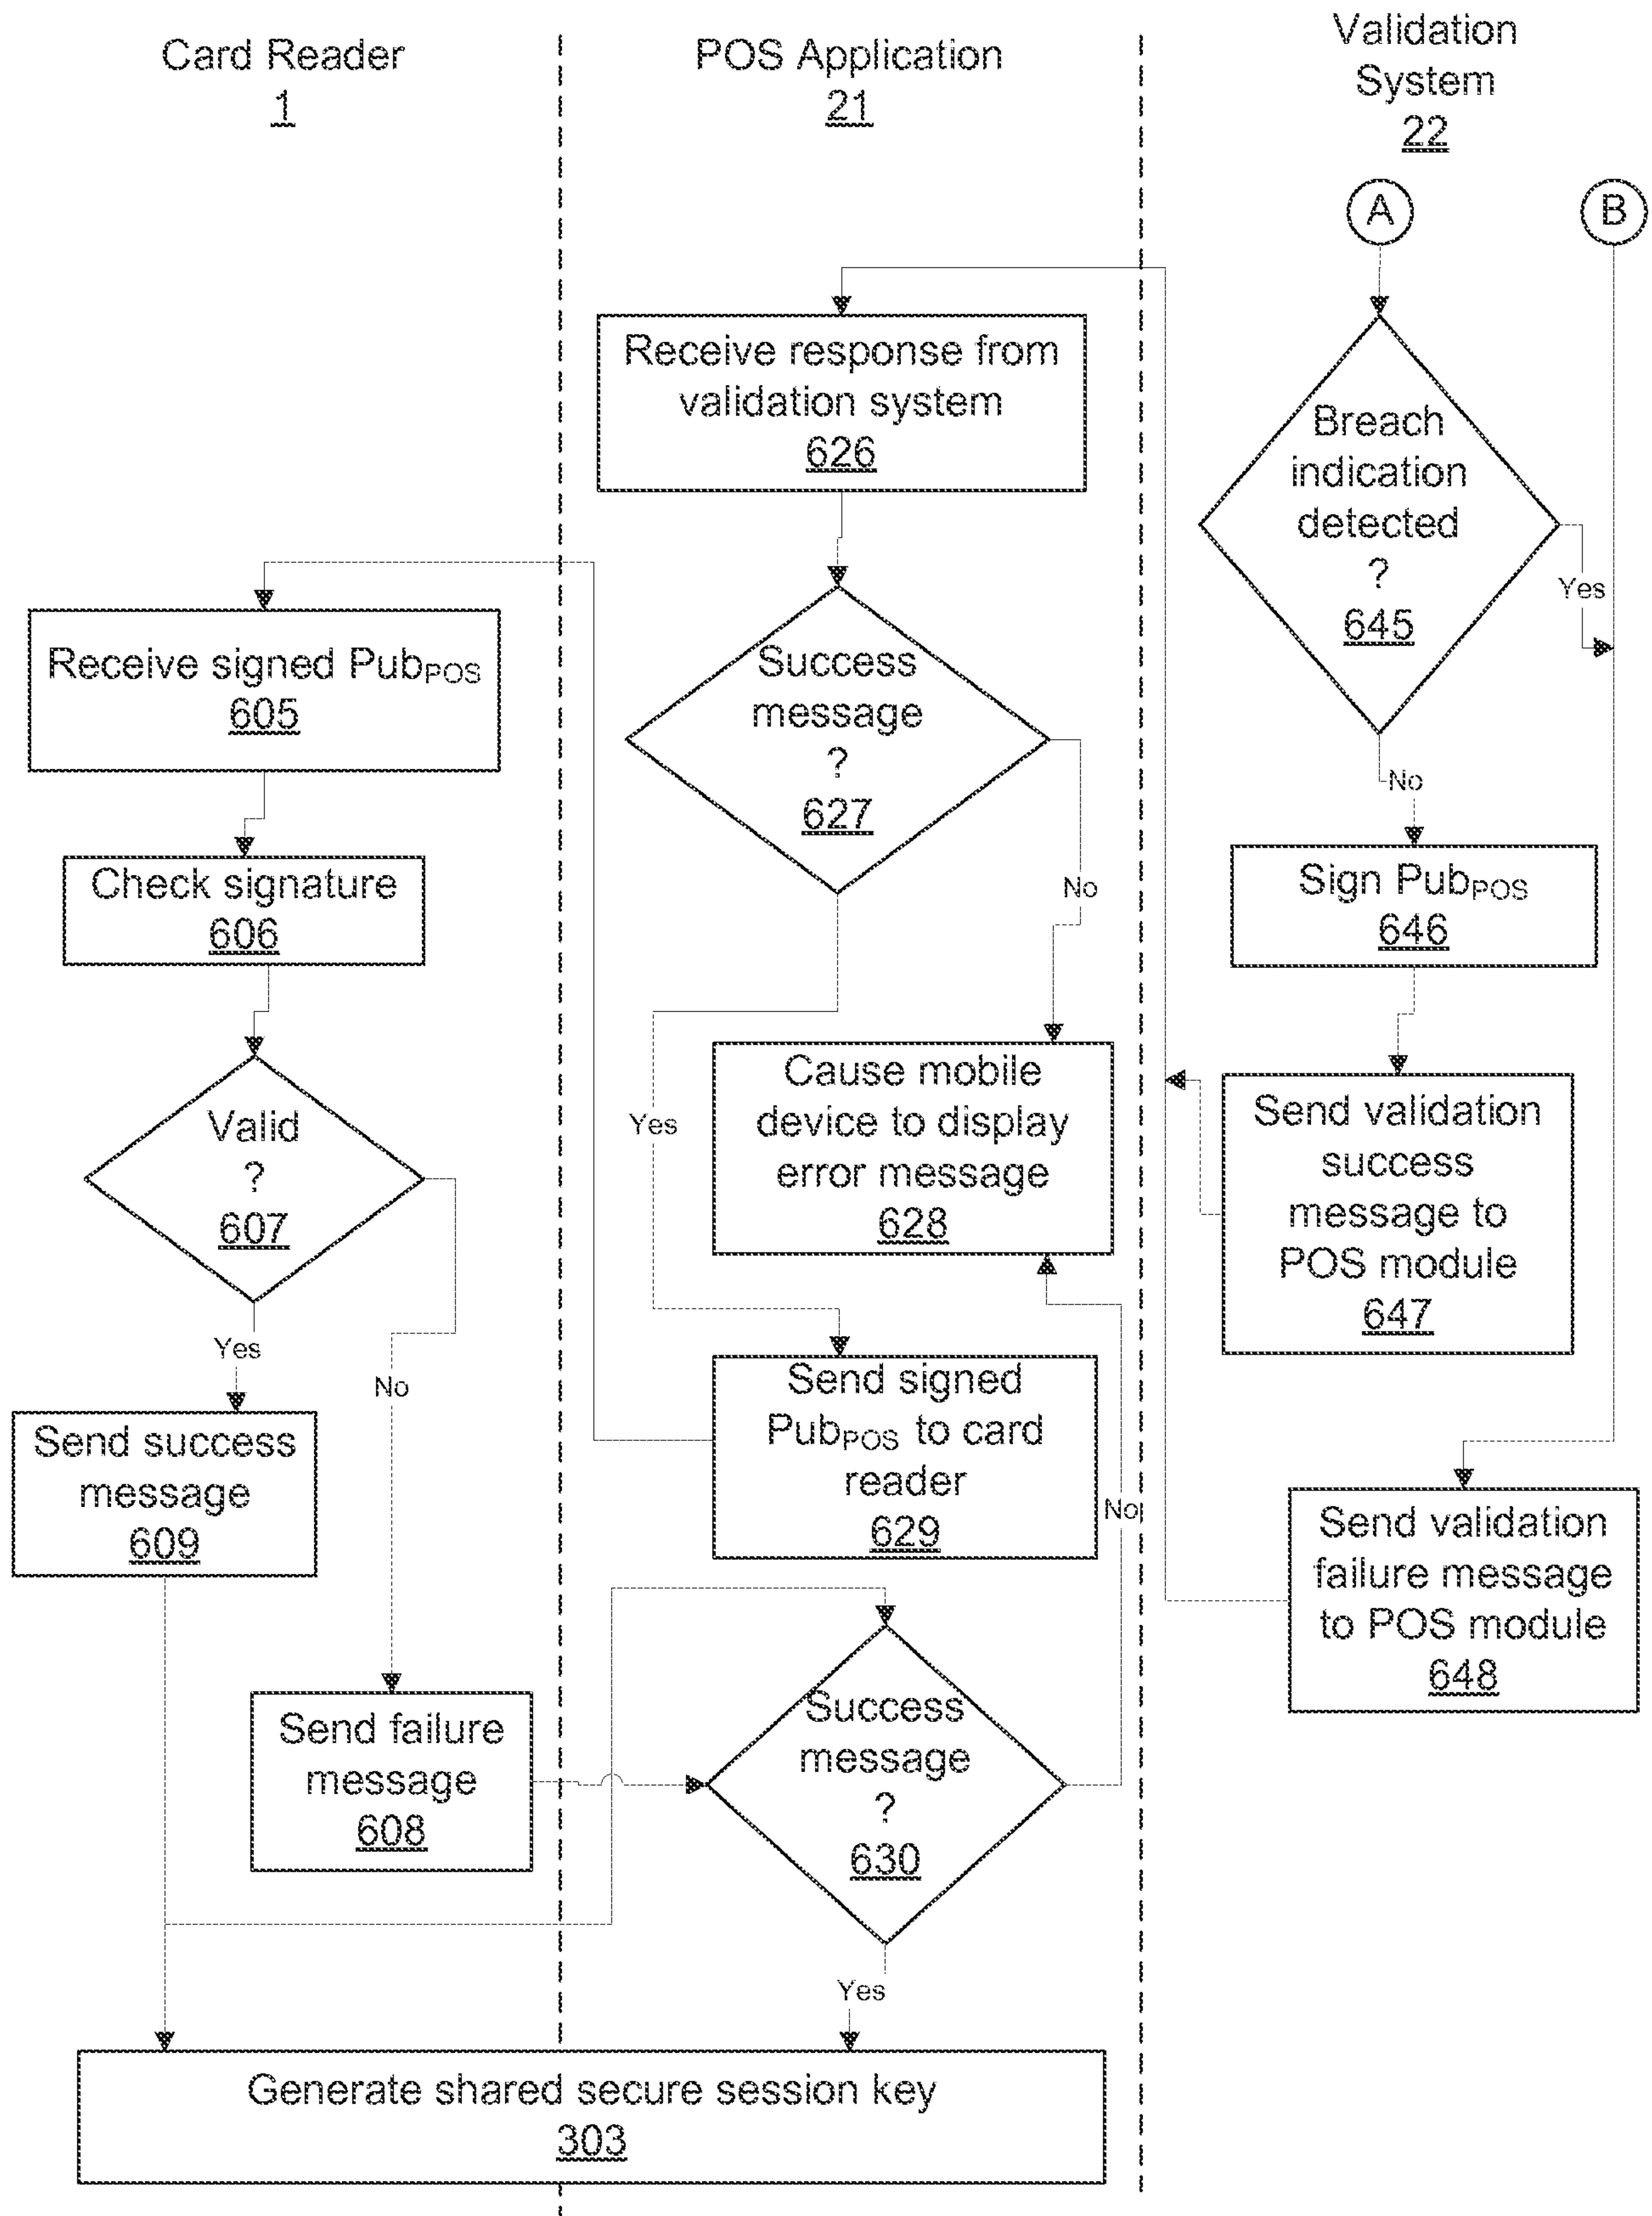 Card Reader
1
POS Application
21
Validation
System
22
A
B
Receive response from
validation system
626
Breach
indication
detected
?
645
Yes
No
Receive signed PubPOS
605
Success
message
?
627
No
Yes
Check signature
606
Sign PubPOS
646
Valid
?
607
Yes
No
Cause mobile
device to display
error message
628
Send validation
success
message to
POS module
647
Send success
message
609
Send signed
PubPOS to card
reader
629
No
Send validation
failure message
to POS module
648
Send failure
message
608
Success
message
?
630
Yes
Generate shared secure session key
303